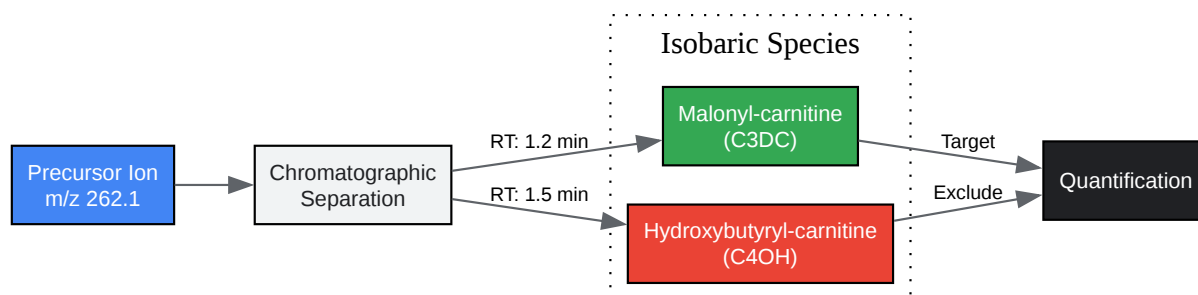 Isobaric Species
Precursor Ion
m/z 262.1
Chromatographic
Separation
RT: 1.2 min
RT: 1.5 min
Malonyl-carnitine
(C3DC)
Hydroxybutyryl-carnitine
(C4OH)
Target
Exclude
Quantification